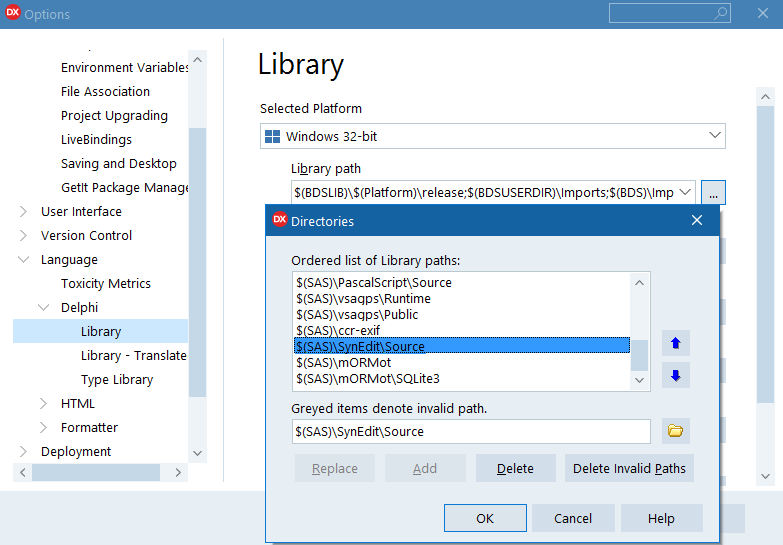 DX Options
Environment Variables
File Association
Project Upgrading
LiveBindings
Saving and Desktop
GetIt Package Manage
User Interface
Version Control
Language
Toxicity Metrics
Delphi
Library
Library - Translate
Type Library
HTML
Formatter
Deployment
Library
Selected Platform
Windows 32-bit
Library path
$(BDSLIB)\$(Platform)\release;$(BDSUSERDIR)\Imports;$(BDS)\Imp
...
DX Directories
Ordered list of Library paths:
$(SAS)\PascalScript\Source
$(SAS)\vsagps\Runtime
$(SAS)\vsagps\Public
$(SAS)\ccr-exif
$(SAS)\SynEdit\Source
$(SAS)\mORMot
$(SAS)\mORMot\SQLite3
Greyed items denote invalid path.
$(SAS)\SynEdit\Source
Replace Add Delete Delete Invalid Paths
OK Cancel Help